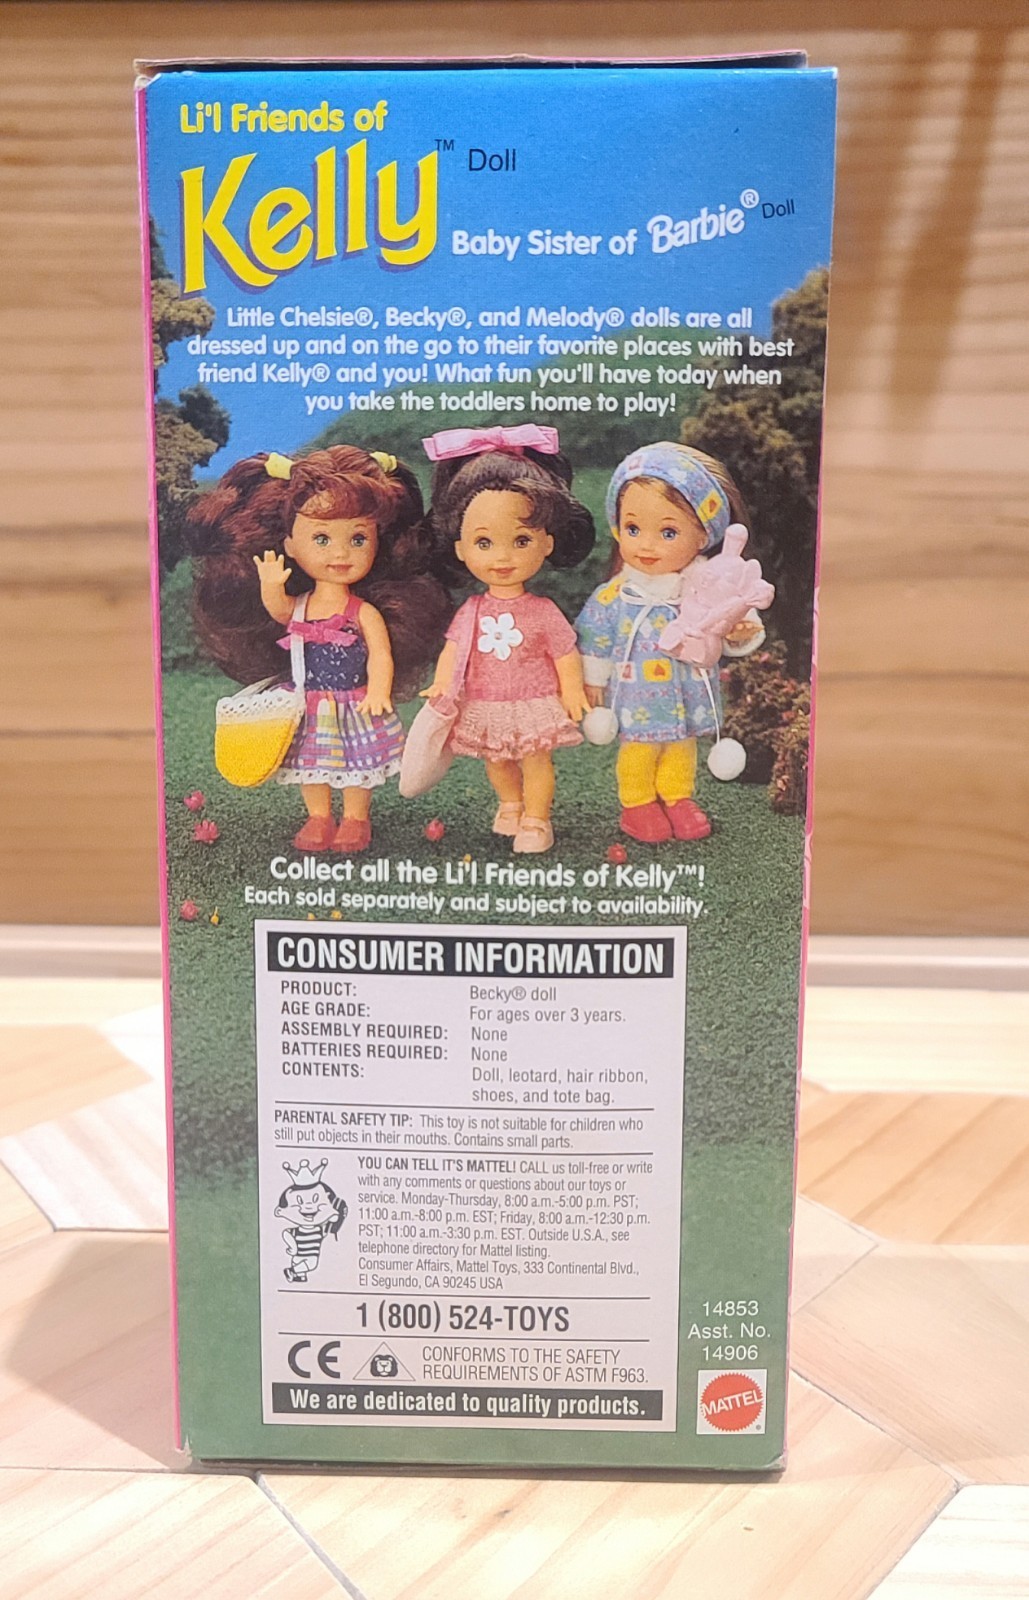 Li'l Friends of
Kelly™ Doll
Baby Sister of Barbie® Doll
Little Chelsie®, Becky®, and Melody® dolls are all
dressed up and on the go to their favorite places with best
friend Kelly® and you! What fun you'll have today when
you take the toddlers home to play!
Collect all the Li'l Friends of Kelly™!
Each sold separately and subject to availability.
CONSUMER INFORMATION
PRODUCT: Becky® doll
AGE GRADE: For ages over 3 years.
ASSEMBLY REQUIRED: None
BATTERIES REQUIRED: None
CONTENTS: Doll, leotard, hair ribbon,
shoes, and tote bag.
PARENTAL SAFETY TIP: This toy is not suitable for children who
still put objects in their mouths. Contains small parts.
YOU CAN TELL IT'S MATTEL! CALL us toll-free or write
with any comments or questions about our toys or
service. Monday-Thursday, 8:00 a.m.-5:00 p.m. PST;
11:00 a.m.-8:00 p.m. EST; Friday, 8:00 a.m.-12:30 p.m.
PST; 11:00 a.m.-3:30 p.m. EST. Outside U.S.A., see
telephone directory for Mattel listing.
Consumer Affairs, Mattel Toys, 333 Continental Blvd.,
El Segundo, CA 90245 USA
1 (800) 524-TOYS
CE
CONFORMS TO THE SAFETY
REQUIREMENTS OF ASTM F963.
We are dedicated to quality products.
14853
Asst. No.
14906
MATTEL®